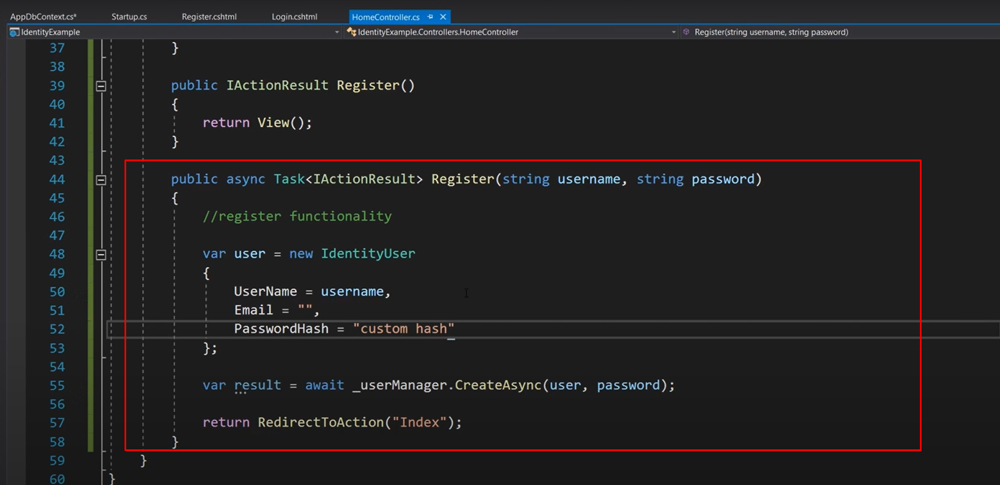 AppDbContext.cs* Startup.cs Register.cshtml Login.cshtml HomeController.cs
IdentityExample IdentityExample.Controllers.HomeController Register(string username, string password)
37 }
38
39 public IActionResult Register()
40 {
41 return View();
42 }
43
44 public async Task<IActionResult> Register(string username, string password)
45 {
46 //register functionality
47
48 var user = new IdentityUser
49 {
50 UserName = username,
51 Email = "",
52 PasswordHash = "custom hash"
53 };
54
55 var result = await _userManager.CreateAsync(user, password);
56
57 return RedirectToAction("Index");
58 }
59 }
60 }